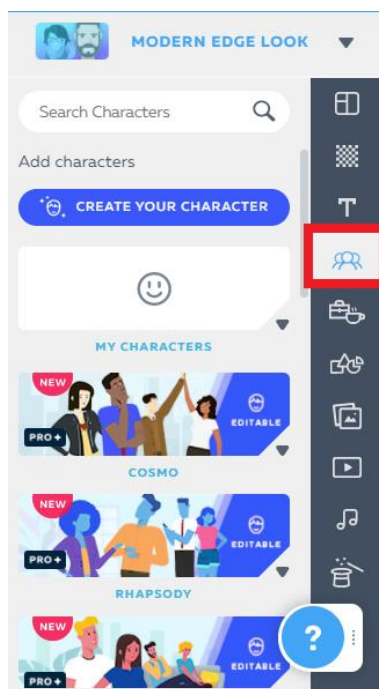 MODERN EDGE LOOK
Search Characters
Add characters
CREATE YOUR CHARACTER
T
MY CHARACTERS
NEW
EDITABLE
PRO+
COSMO
NEW
EDITABLE
PRO+
RHAPSODY
NEW
?
EDITABLE
PRO+